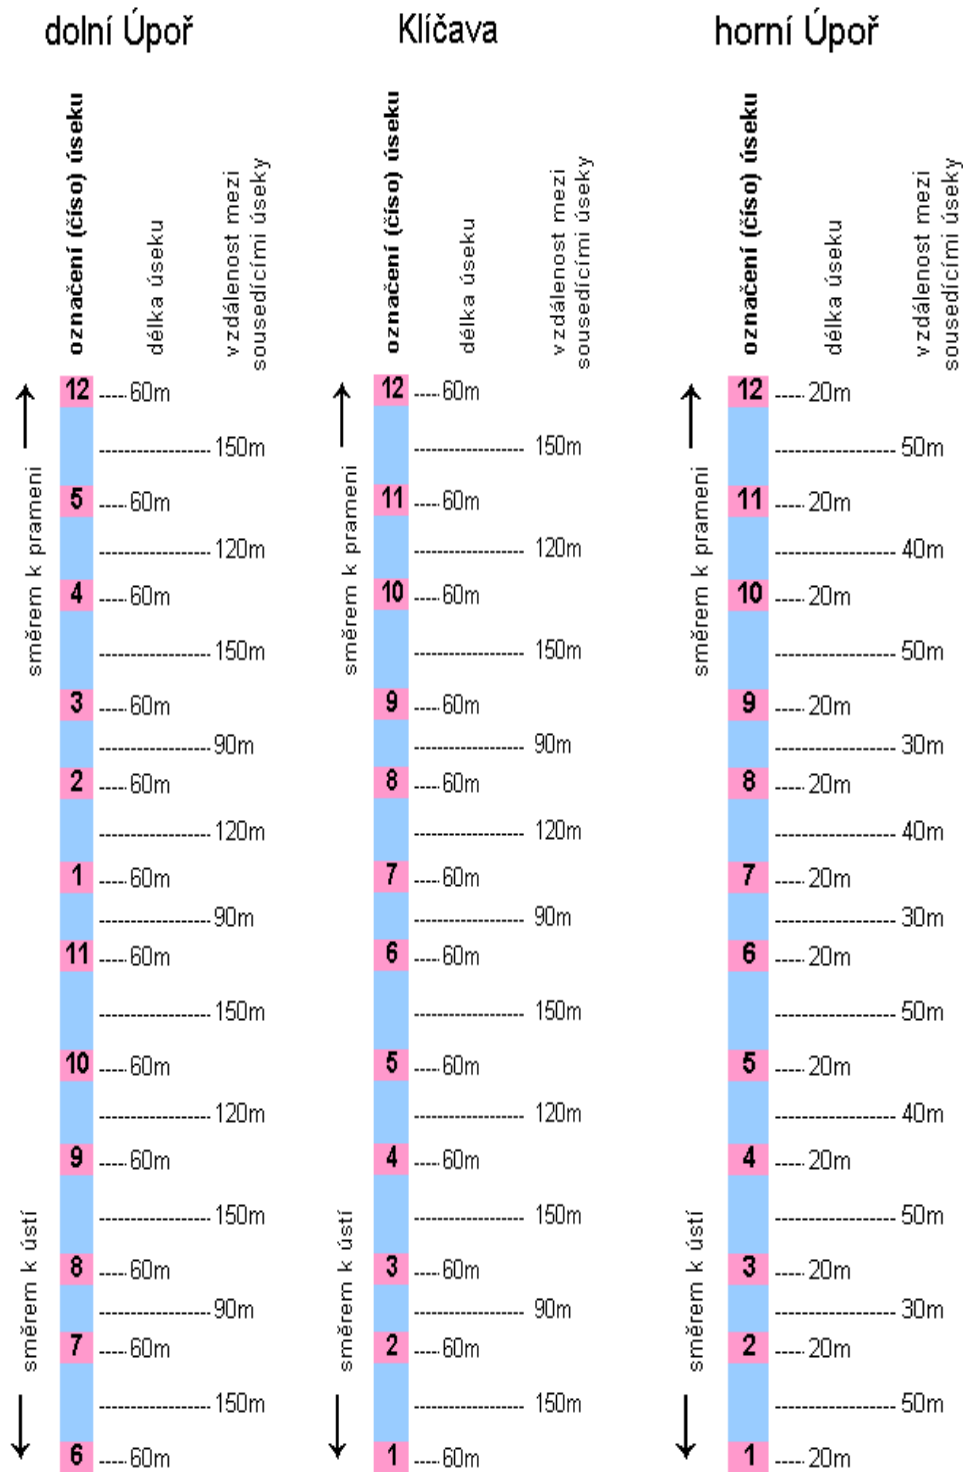 dolní Úpoř
Klíčava
horní Úpoř
označení (číso) úseku
délka úseku
vzdálenost mezi
sousedícími úseky
označení (číso) úseku
délka úseku
vzdálenost mezi
sousedícími úseky
označení (číso) úseku
délka úseku
vzdálenost mezi
sousedícími úseky
směrem k prameni
směrem k prameni
směrem k prameni
12 60m 12 60m 12 20m
150m 150m 50m
5 60m 11 60m 11 20m
120m 120m 40m
4 60m 10 60m 10 20m
150m 150m 50m
3 60m 9 60m 9 20m
90m 90m 30m
2 60m 8 60m 8 20m
120m 120m 40m
1 60m 7 60m 7 20m
90m 90m 30m
11 60m 6 60m 6 20m
150m 150m 50m
10 60m 5 60m 5 20m
120m 120m 40m
9 60m 4 60m 4 20m
150m 150m 50m
8 60m 3 60m 3 20m
90m 90m 30m
7 60m 2 60m 2 20m
150m 150m 50m
6 60m 1 60m 1 20m
směrem k ústí
směrem k ústí
směrem k ústí